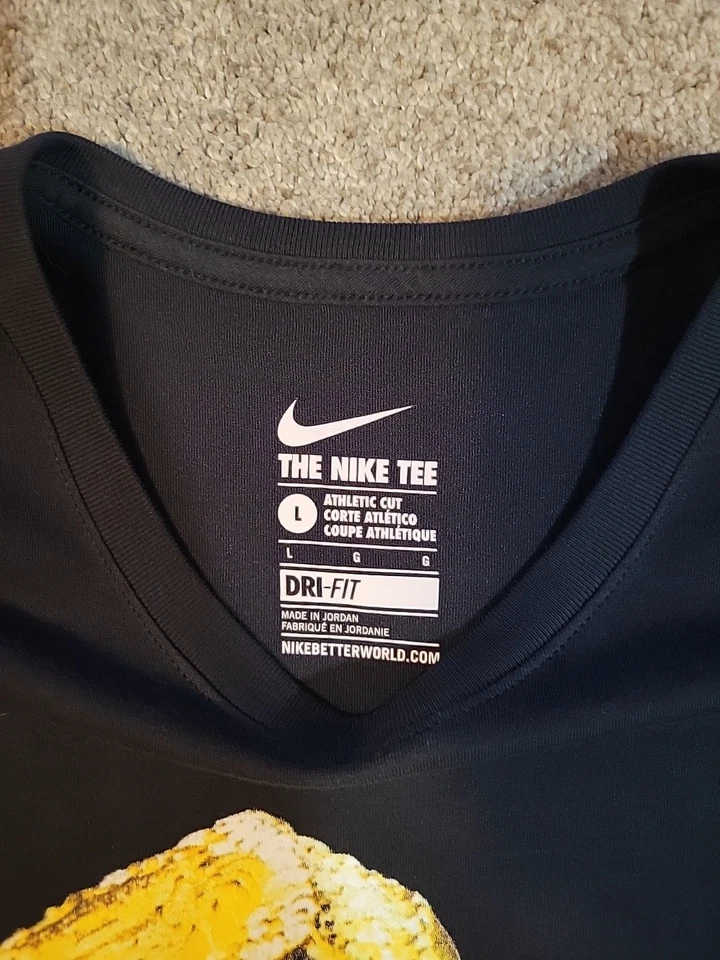 THE NIKE TEE
L
ATHLETIC CUT
CORTE ATLÉTICO
COUPE ATHLÉTIQUE
L G G
DRI-FIT
MADE IN JORDAN
FABRIQUÉ EN JORDANIE
NIKEBETTERWORLD.COM